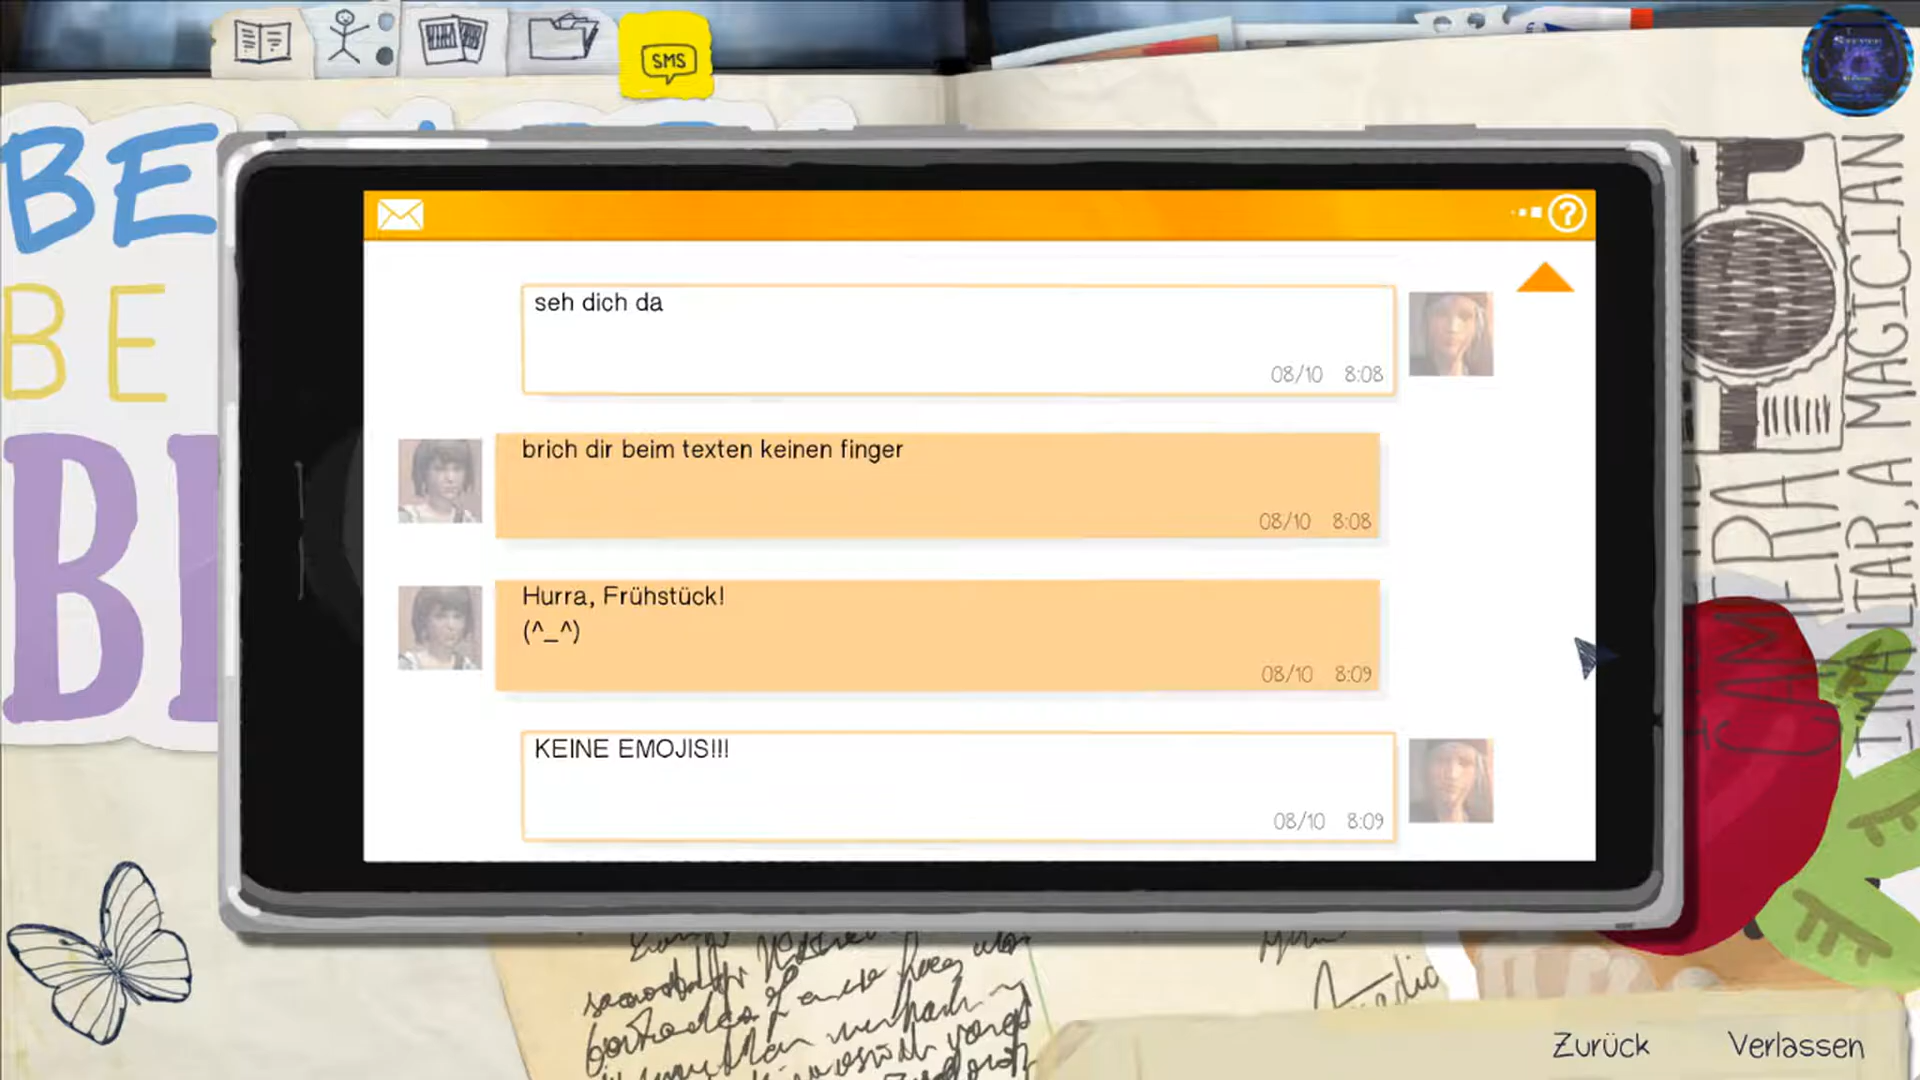 SMS
BE
BE
seh dich da
08/10 8:08
brich dir beim texten keinen finger
08/10 8:08
Hurra, Frühstück!
(^_^)
08/10 8:09
KEINE EMOJIS!!!
08/10 8:09
CAMERA
LIAR, A MAGICIAN
Zurück
Verlassen